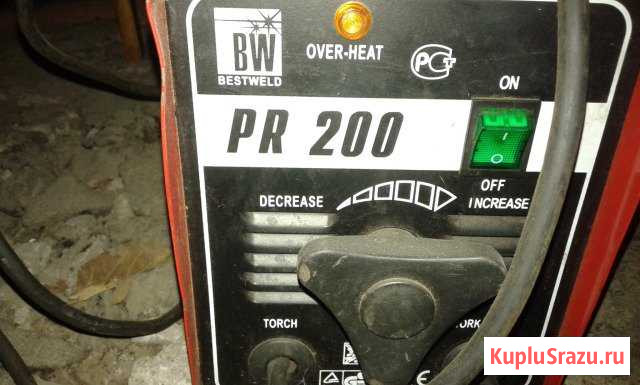 BW
BESTWELD
OVER-HEAT
ON
PR 200
OFF
DECREASE
INCREASE
TORCH
KupluSrazu.ru